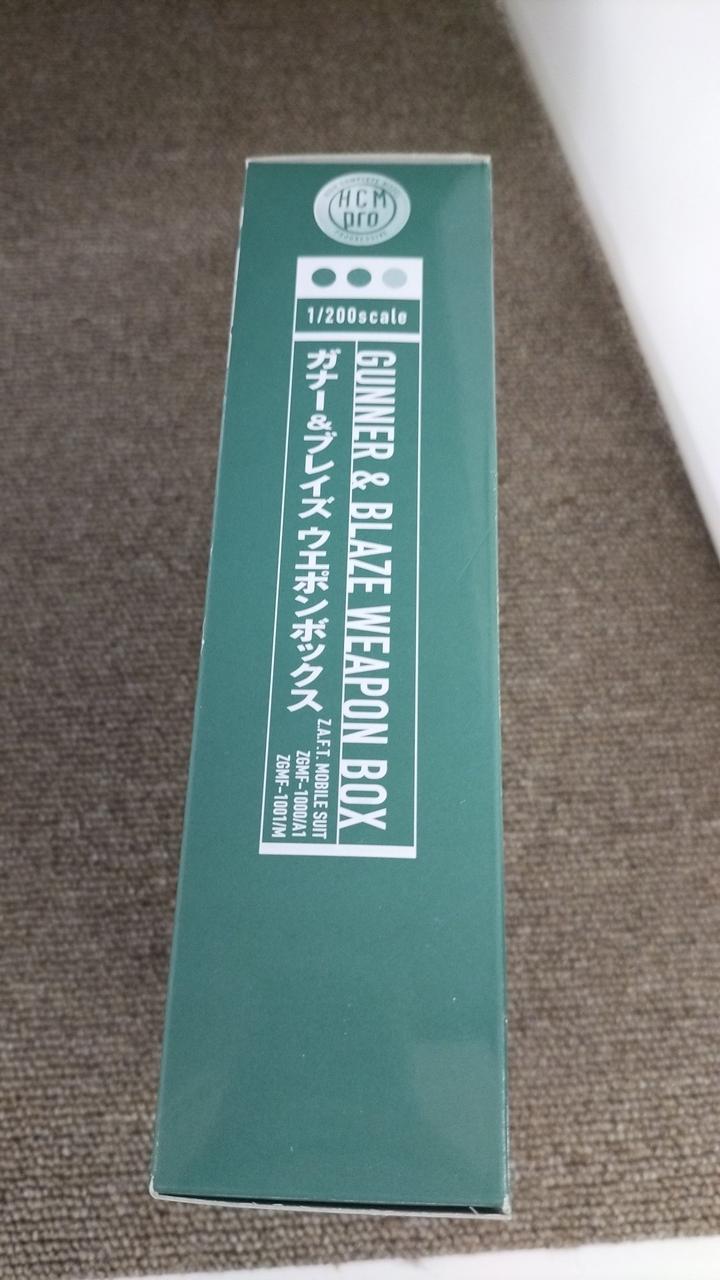 HCM
pro
PROGRESSIVE
1/200scale
GUNNER & BLAZE WEAPON BOX
ガナー&ブレイズ ウエポンボックス
Z.A.F.T. MOBILE SUIT
ZGMF-1000/A1
ZGMF-1001/M